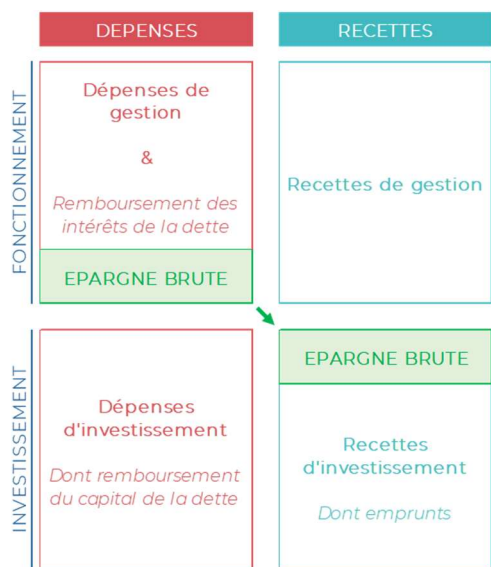 DEPENSES
RECETTES
FONCTIONNEMENT
Dépenses de
gestion
&
Remboursement des
intérêts de la dette
EPARGNE BRUTE
Recettes de gestion
INVESTISSEMENT
Dépenses
d'investissement
Dont remboursement
du capital de la dette
EPARGNE BRUTE
Recettes
d'investissement
Dont emprunts